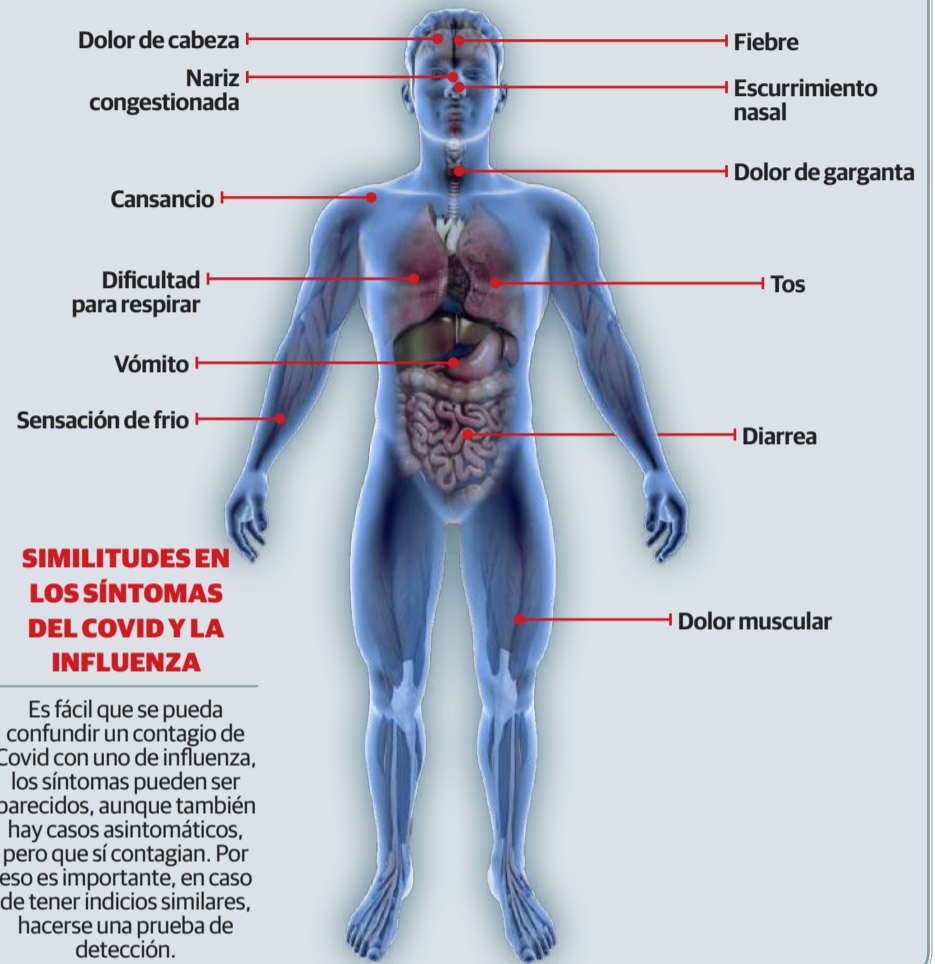 Dolor de cabeza
Nariz
congestionada
Cansancio
Dificultad
para respirar
Vómito
Sensación de frio
Fiebre
Escurrimiento
nasal
Dolor de garganta
Tos
Diarrea
Dolor muscular
SIMILITUDES EN
LOS SÍNTOMAS
DEL COVID Y LA
INFLUENZA
Es fácil que se pueda
confundir un contagio de
Covid con uno de influenza,
los síntomas pueden ser
parecidos, aunque también
hay casos asintomáticos,
pero que sí contagian. Por
eso es importante, en caso
de tener indicios similares,
hacerse una prueba de
detección.